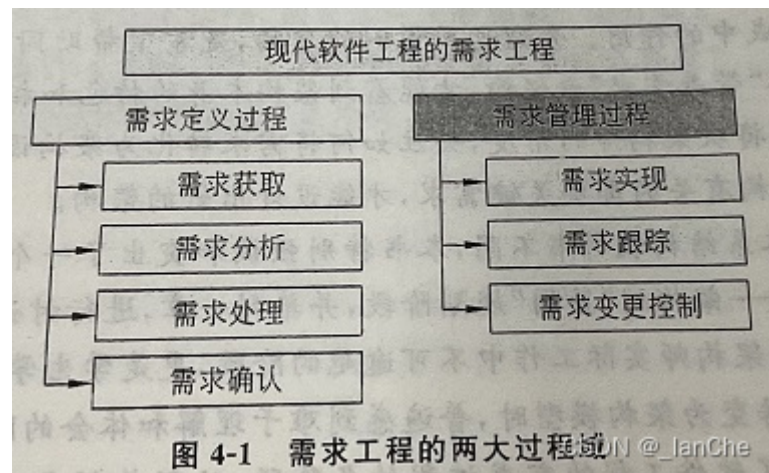 现代软件工程的需求工程
需求定义过程
需求获取
需求分析
需求处理
需求确认
需求管理过程
需求实现
需求跟踪
需求变更控制
图 4-1 需求工程的两大过程域
@_IanChe